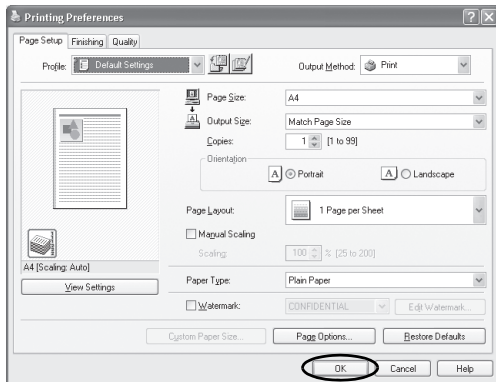 Printing Preferences
Page Setup Finishing Quality
Profile: Default Settings Output Method: Print
Page Size: A4
Output Size: Match Page Size
Copies: 1 [1 to 99]
Orientation
A Portrait A Landscape
Page Layout: 1 Page per Sheet
Manual Scaling
Scaling: 100 % [25 to 200]
A4 [Scaling: Auto]
View Settings
Paper Type: Plain Paper
Watermark: CONFIDENTIAL Edit Watermark...
Custom Paper Size... Page Options... Restore Defaults
OK Cancel Help